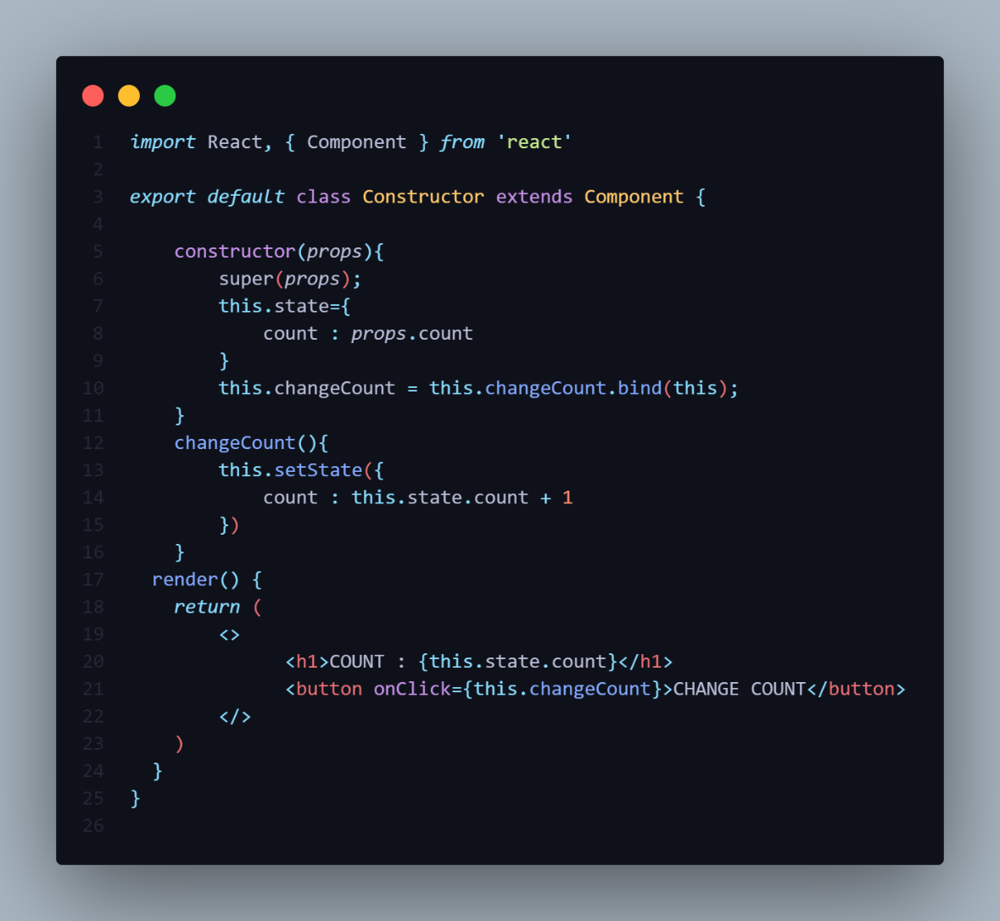 1 import React, { Component } from 'react'
2
3 export default class Constructor extends Component {
4
5     constructor(props){
6         super(props);
7         this.state={
8             count : props.count
9         }
10         this.changeCount = this.changeCount.bind(this);
11     }
12     changeCount(){
13         this.setState({
14             count : this.state.count + 1
15         })
16     }
17   render() {
18     return (
19         <>
20               <h1>COUNT : {this.state.count}</h1>
21               <button onClick={this.changeCount}>CHANGE COUNT</button>
22         </>
23     )
24   }
25 }
26